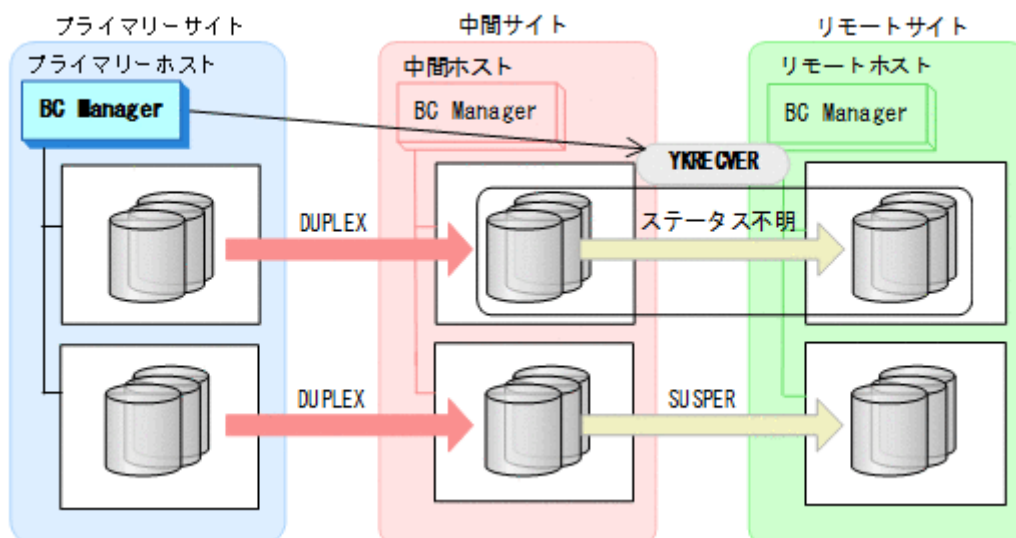 プライマリーサイト
中間サイト
リモートサイト
プライマリーホスト
中間ホスト
リモートホスト
BC Manager
BC Manager
BC Manager
YKRECVER
DUPLEX
ステータス不明
DUPLEX
SUSPER